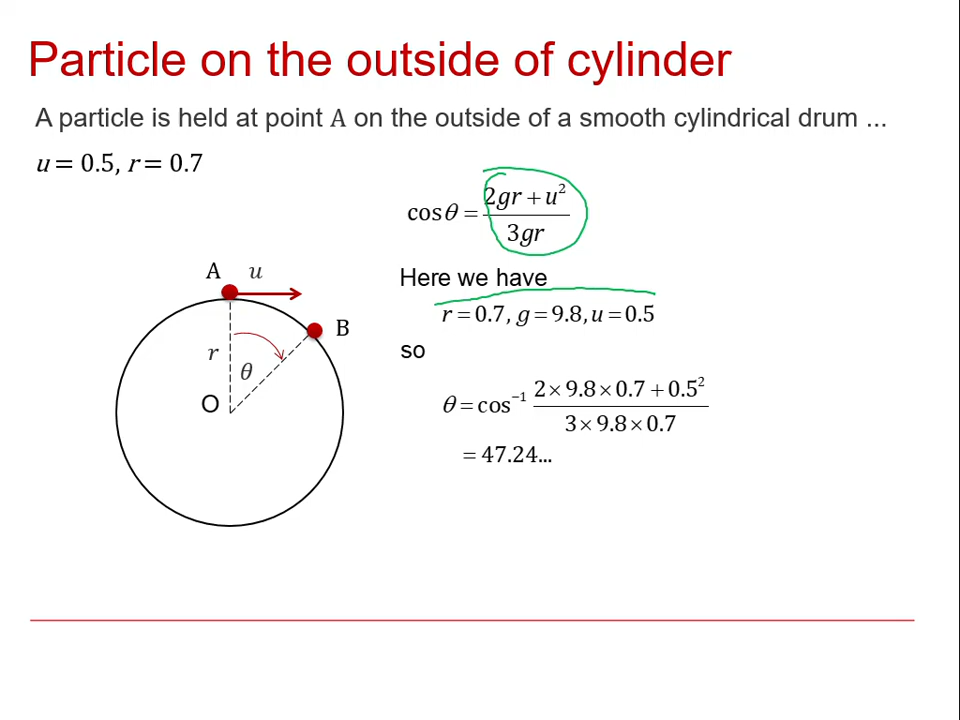 Particle on the outside of cylinder
A particle is held at point A on the outside of a smooth cylindrical drum ...
u = 0.5, r = 0.7
cosθ = (2gr + u²) / 3gr
A u
Here we have
r = 0.7, g = 9.8, u = 0.5
B
r
θ
so
O
θ = cos⁻¹ (2 × 9.8 × 0.7 + 0.5²) / (3 × 9.8 × 0.7)
= 47.24...